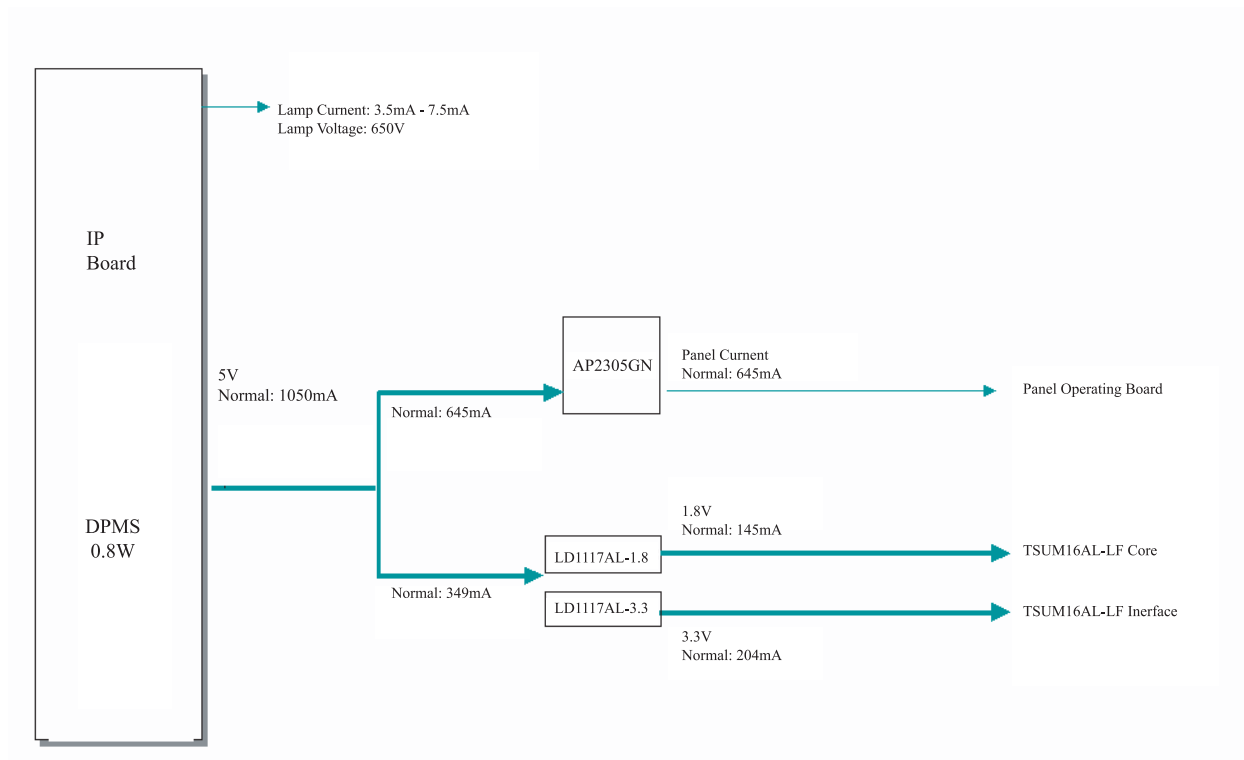 Lamp Current: 3.5mA - 7.5mA
Lamp Voltage: 650V
IP
Board
DPMS
0.8W
5V
Normal: 1050mA
Normal: 645mA
AP2305GN
Panel Current
Normal: 645mA
Panel Operating Board
Normal: 349mA
LD1117AL-1.8
1.8V
Normal: 145mA
TSUM16AL-LF Core
LD1117AL-3.3
3.3V
Normal: 204mA
TSUM16AL-LF Inerface